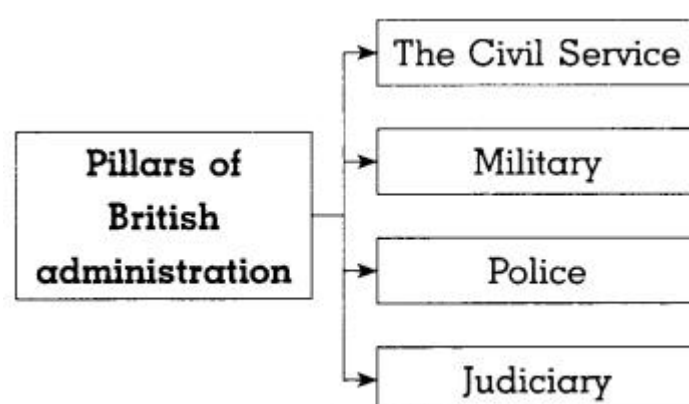 Pillars of
British
administration
The Civil Service
Military
Police
Judiciary